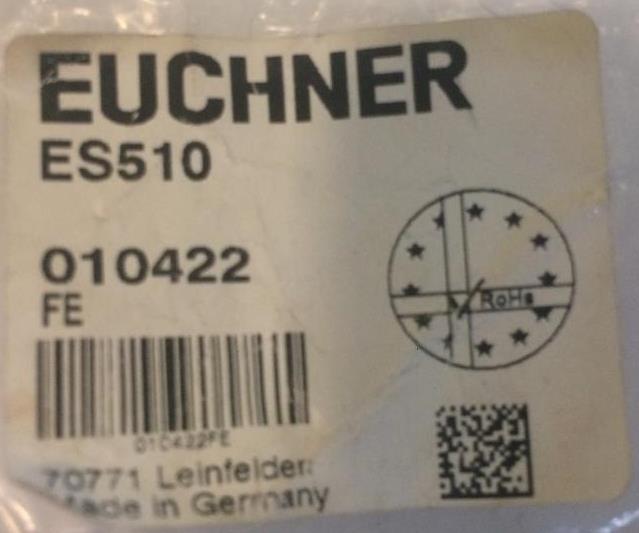 EUCHNER
ES510
010422
FE
RoHs
010422FE
70771 Leinfelden
Made in Germany